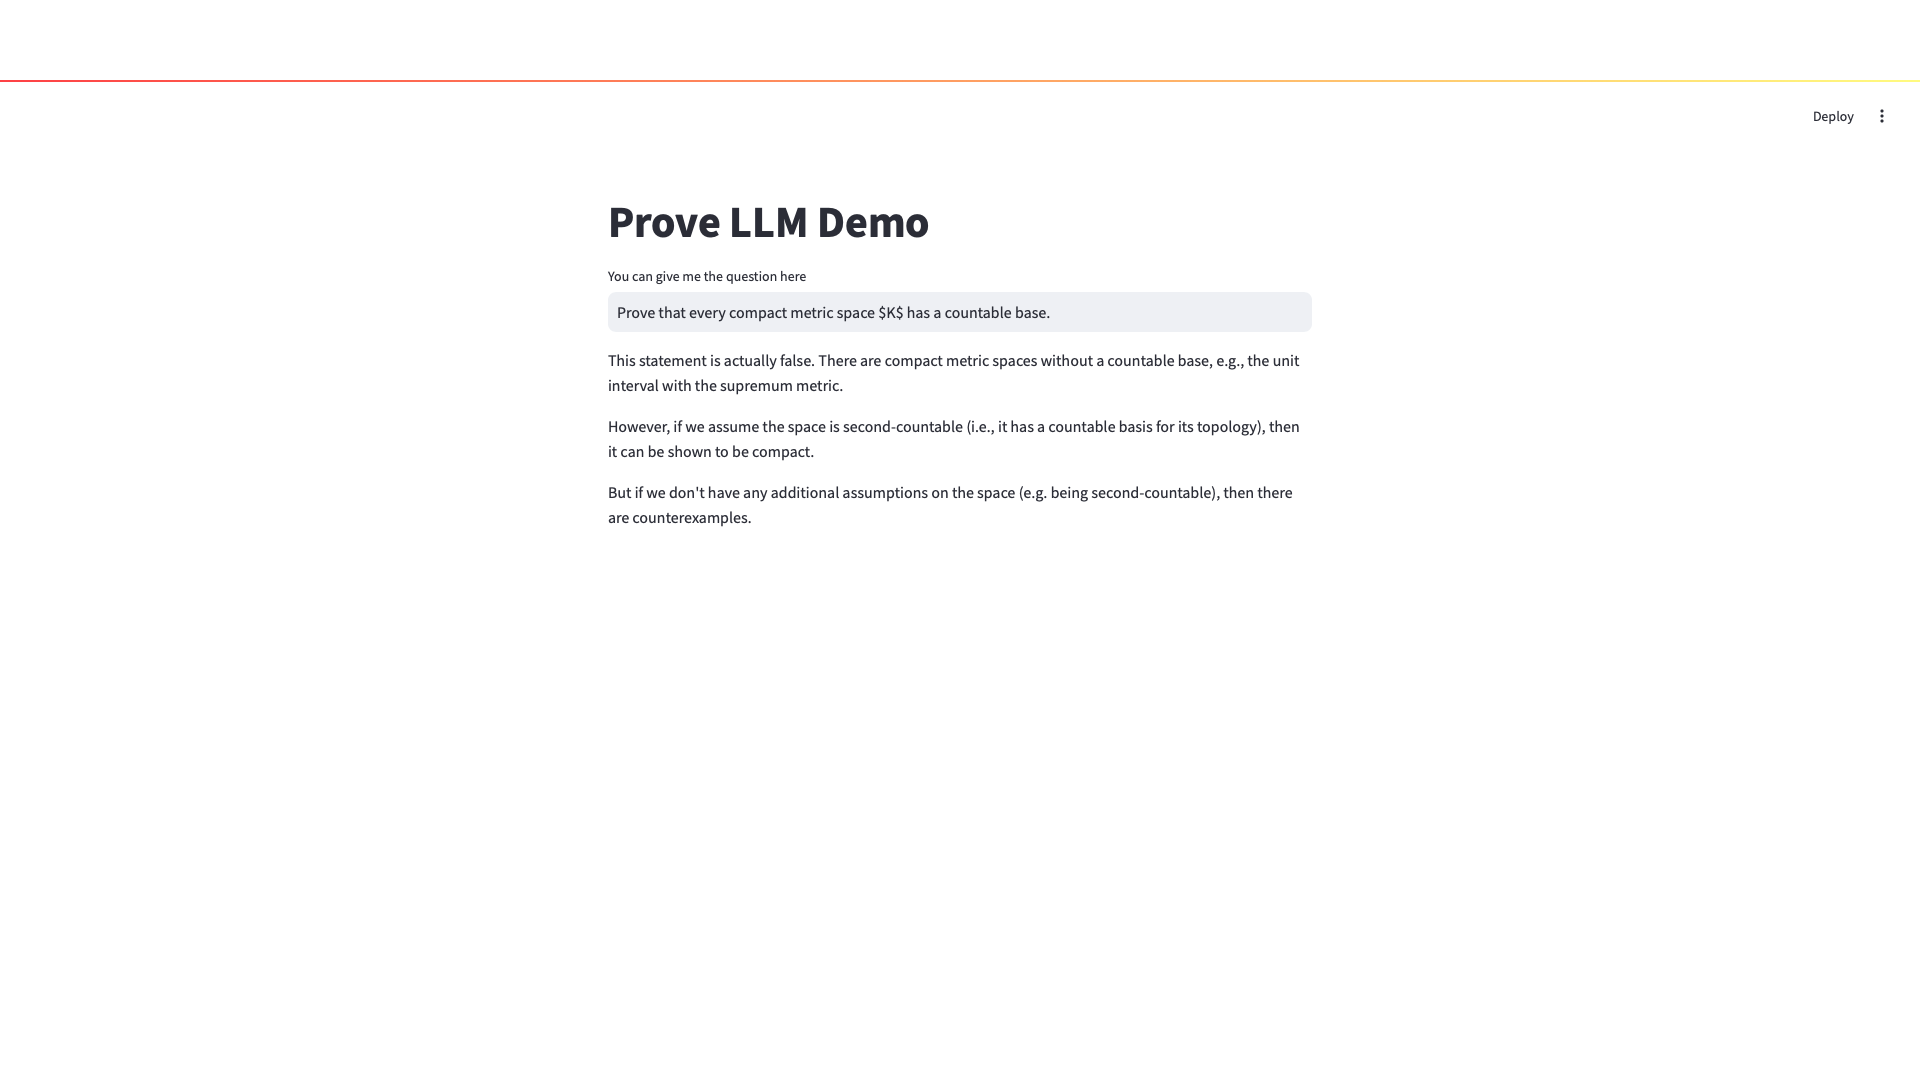 Deploy
Prove LLM Demo
You can give me the question here
Prove that every compact metric space $K$ has a countable base.
This statement is actually false. There are compact metric spaces without a countable base, e.g., the unit
interval with the supremum metric.
However, if we assume the space is second-countable (i.e., it has a countable basis for its topology), then
it can be shown to be compact.
But if we don't have any additional assumptions on the space (e.g. being second-countable), then there
are counterexamples.